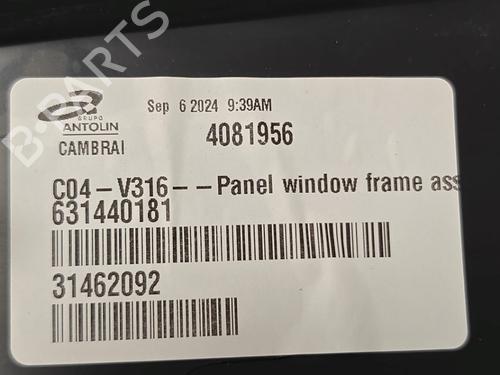 GRUPO
ANTOLIN
CAMBRAI
Sep 6 2024 9:39AM
4081956
C04-V316- -Panel window frame ass
631440181
31462092
B-PARTS